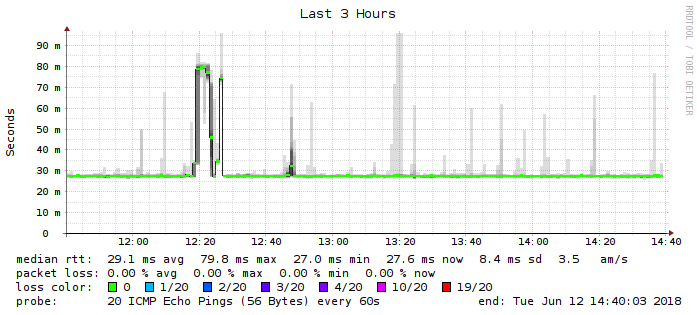 Last 3 Hours
RRDTOOL / TOBI OETIKER
Seconds
90 m
80 m
70 m
60 m
50 m
40 m
30 m
20 m
10 m
0
12:00 12:20 12:40 13:00 13:20 13:40 14:00 14:20 14:40
median rtt: 29.1 ms avg 79.8 ms max 27.0 ms min 27.6 ms now 8.4 ms sd 3.5 am/s
packet loss: 0.00 % avg 0.00 % max 0.00 % min 0.00 % now
loss color: 0 1/20 2/20 3/20 4/20 10/20 19/20
probe: 20 ICMP Echo Pings (56 Bytes) every 60s end: Tue Jun 12 14:40:03 2018